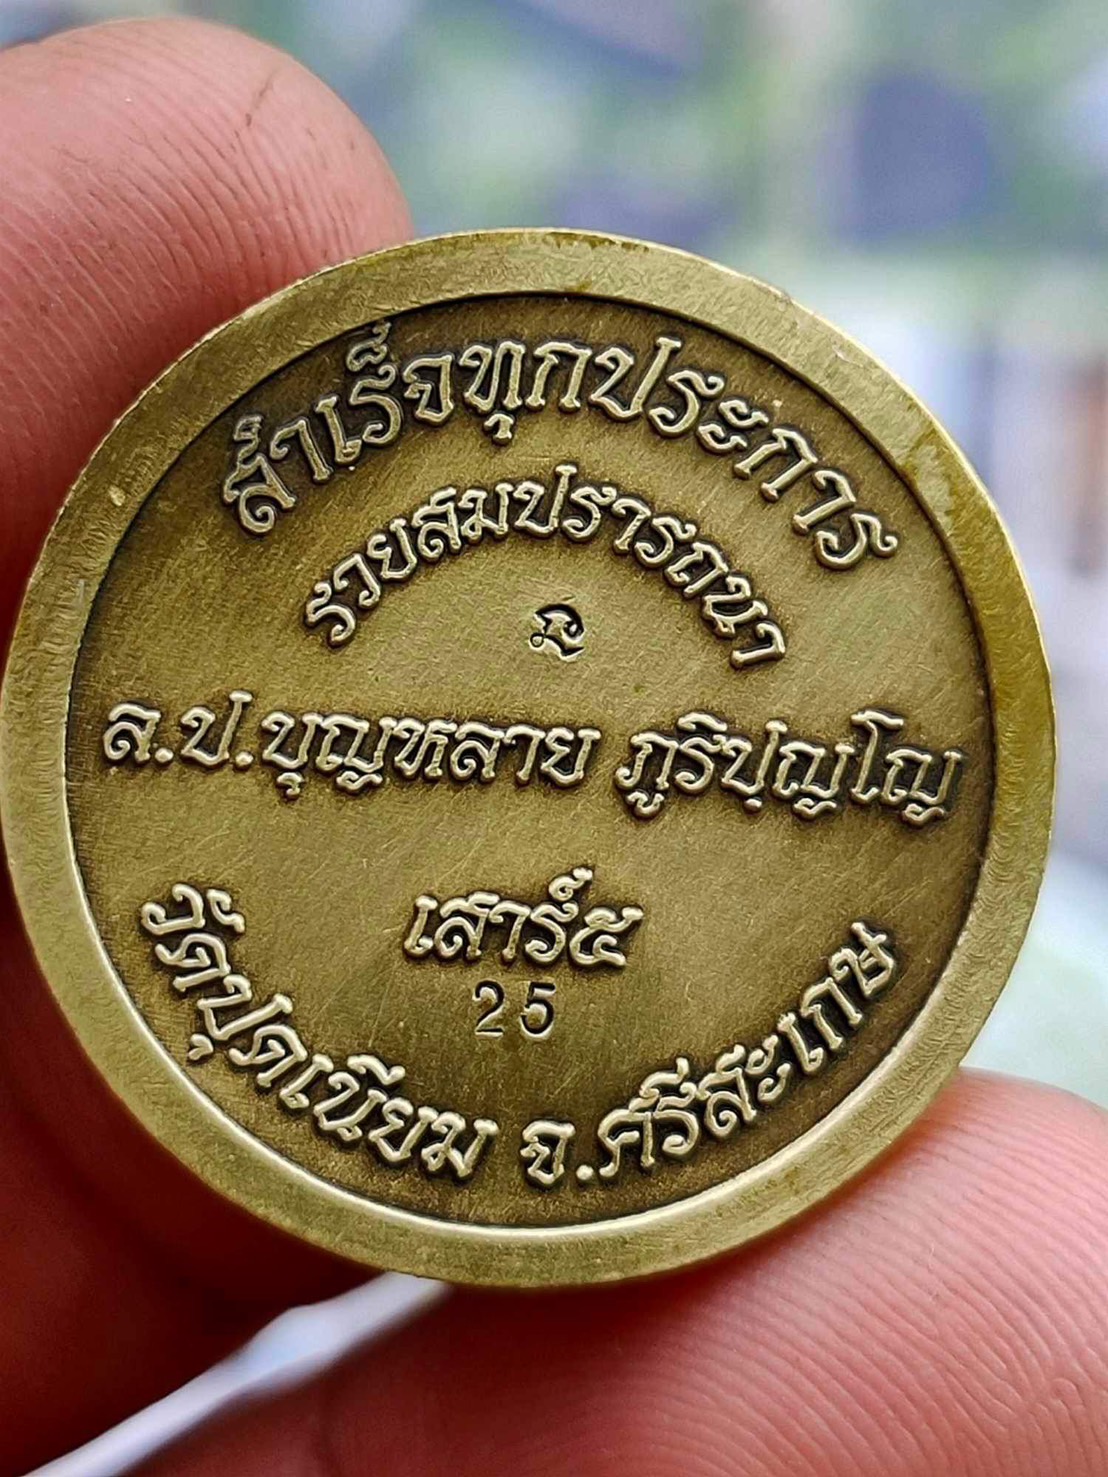 สำเร็จทุกประการ
รวยสมปรารถนา
ล.ป.บุญหลาย ภูริปุญโญ
เสาร์๕
25
วัดปุดเนียม จ.ศรีสะเกษ